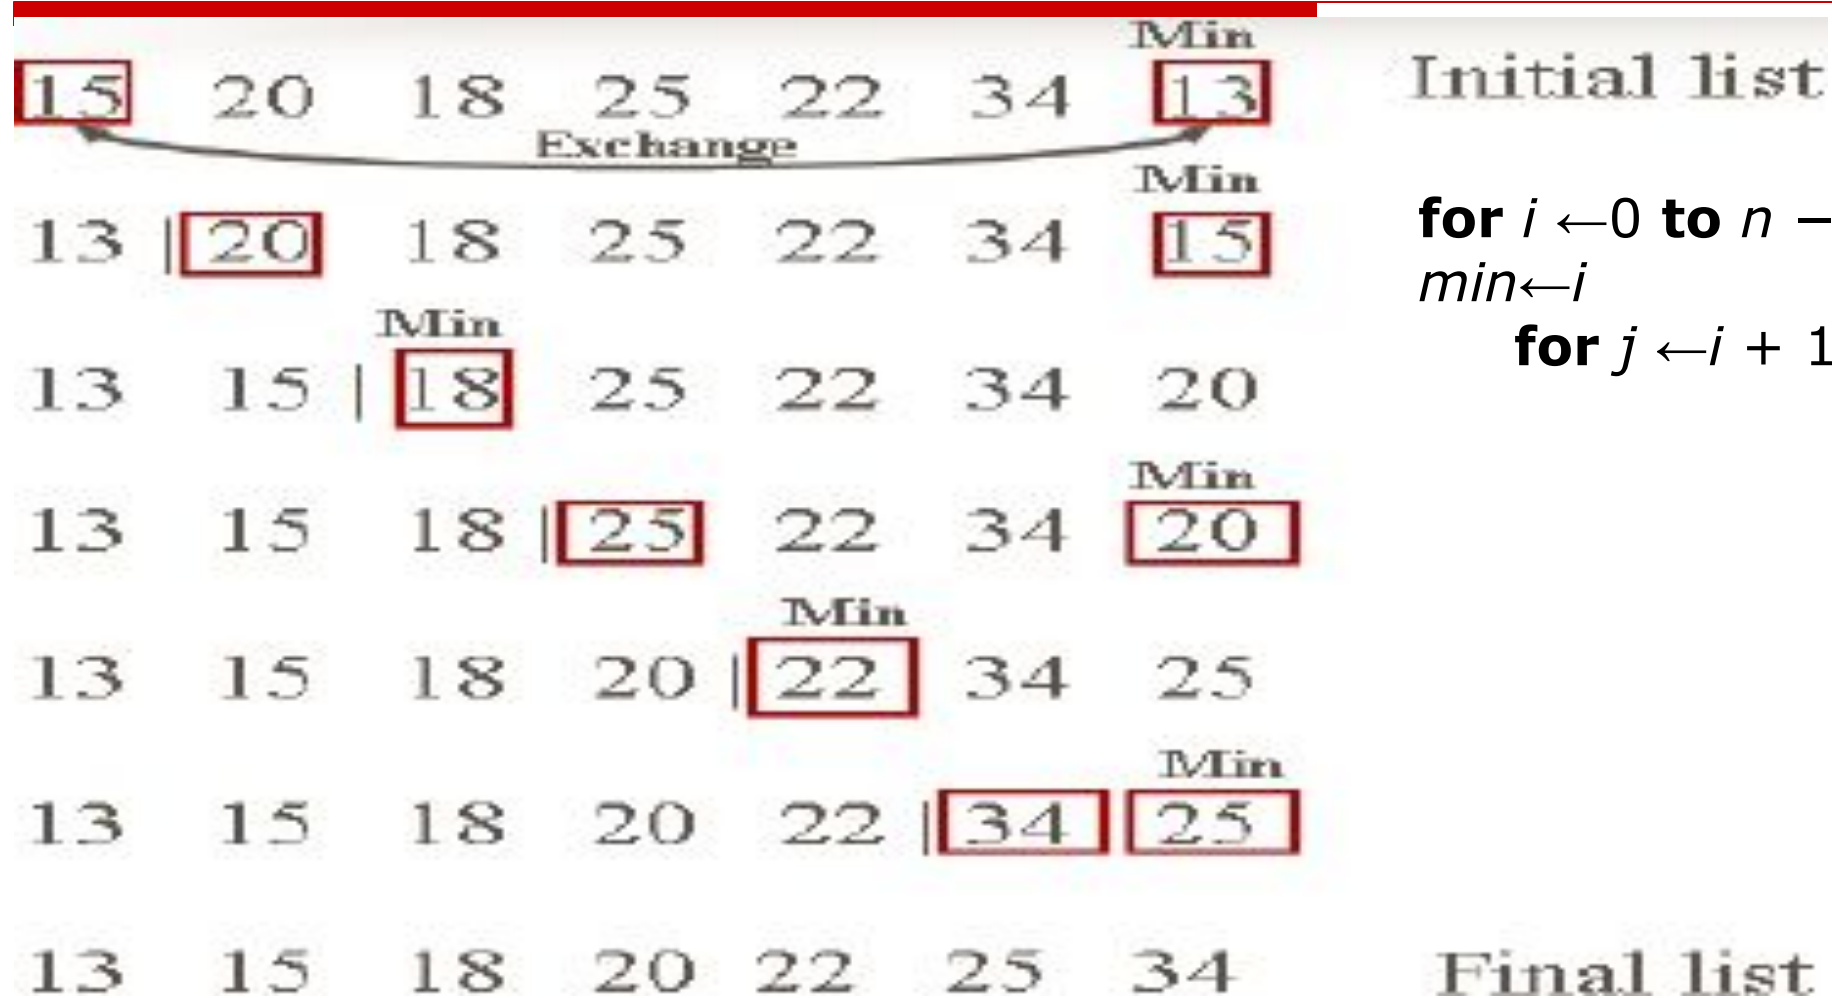 Min
15 20 18 25 22 34 13 Initial list
Exchange
Min
13 | 20 18 25 22 34 15
for i ←0 to n −
min←i
Min
for j ←i + 1
13 15 | 18 25 22 34 20
Min
13 15 18 | 25 22 34 20
Min
13 15 18 20 | 22 34 25
Min
13 15 18 20 22 | 34 25
13 15 18 20 22 25 34 Final list